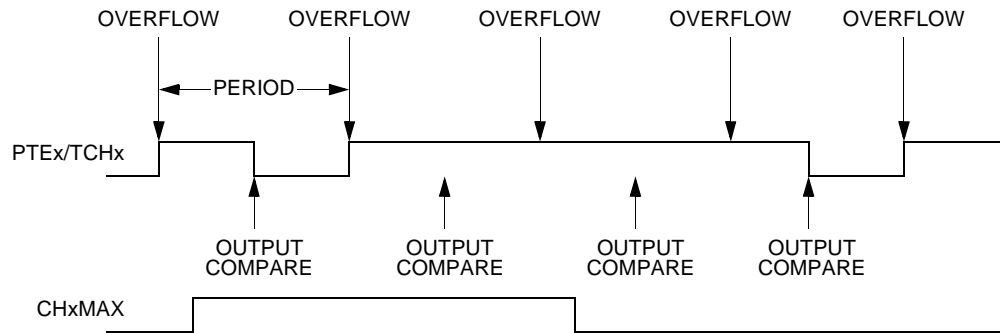 OVERFLOW OVERFLOW OVERFLOW OVERFLOW OVERFLOW
PERIOD
PTEx/TCHx
OUTPUT OUTPUT OUTPUT OUTPUT
COMPARE COMPARE COMPARE COMPARE
CHxMAX